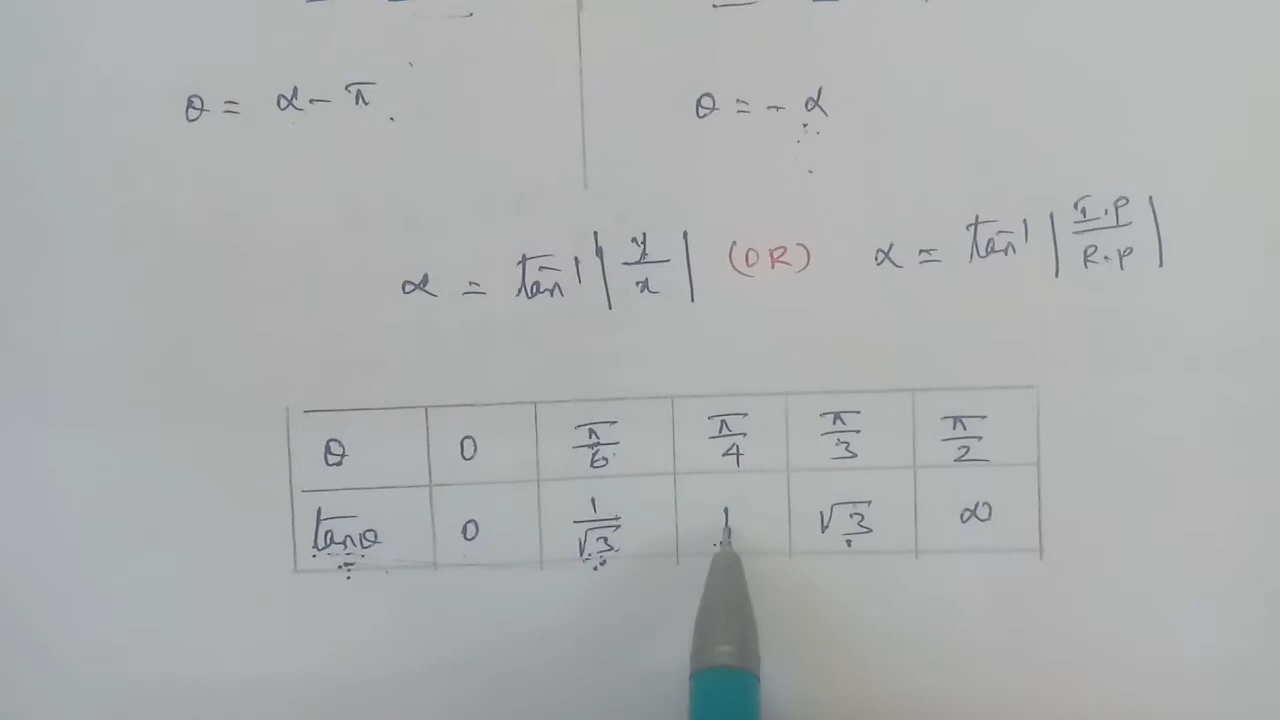 θ = α - π.
θ = - α
α = tan⁻¹ |y/x| (OR) α = tan⁻¹ |I.P/R.P|
θ 0 π/6 π/4 π/3 π/2
tanθ 0 1/√3 1 √3 ∞